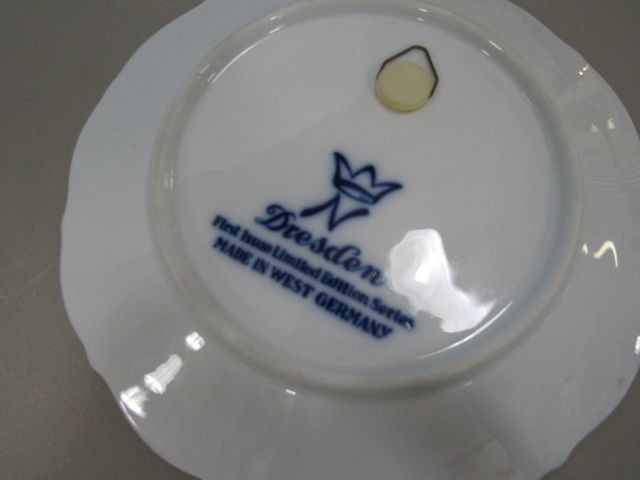 N
Dresden
First Issue Limited Edition Series
MADE IN WEST GERMANY